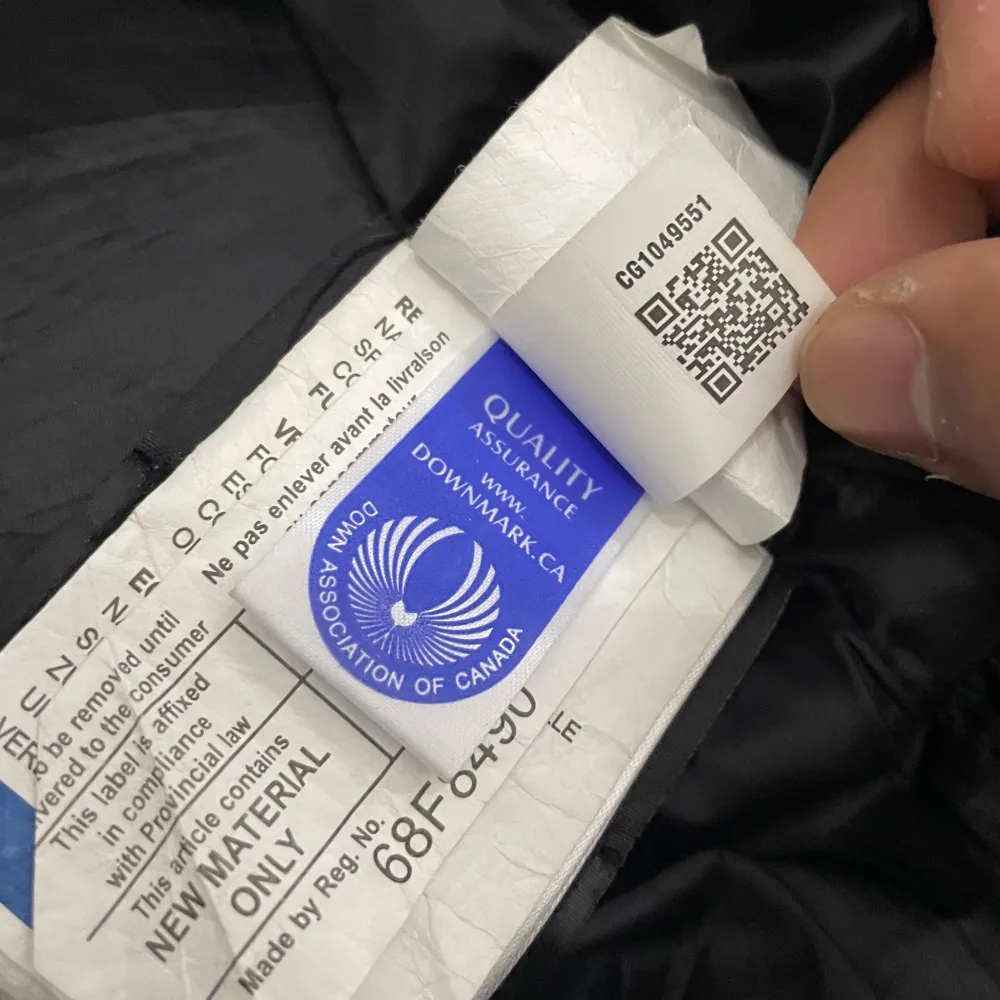 CG1049551
QUALITY
ASSURANCE
www.
DOWNMARK.CA
DOWN ASSOCIATION OF CANADA
Ne pas enlever avant la livraison
be removed until
to the consumer
This label is affixed
in compliance
with Provincial law
This article contains
NEW MATERIAL
ONLY
Made by Reg. No.
68F